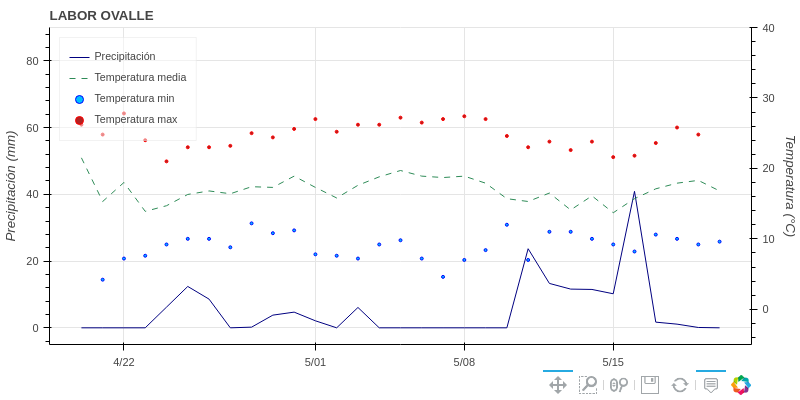 LABOR OVALLE
Precipitación
Temperatura media
Temperatura min
Temperatura max
Precipitación (mm)
80
60
40
20
0
40
30
20
10
0
Temperatura (°C)
4/22
5/01
5/08
5/15